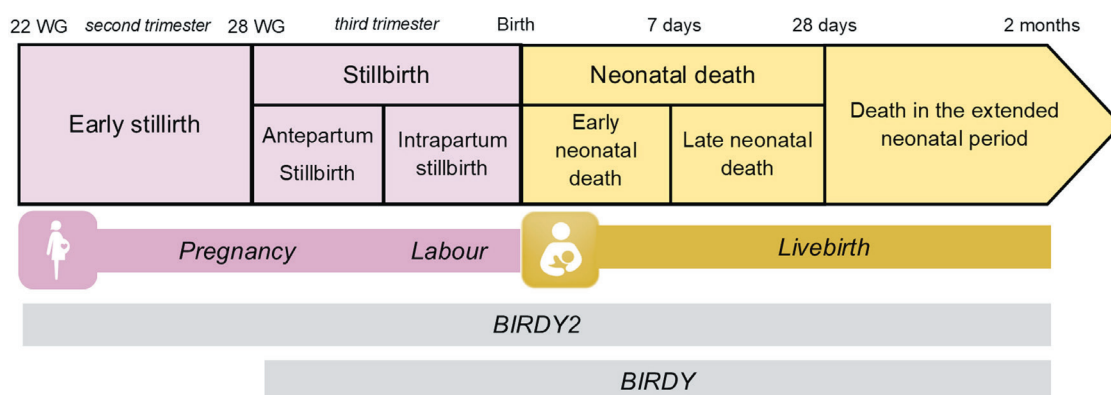 22 WG second trimester 28 WG third trimester Birth 7 days 28 days 2 months
Early stillirth
Stillbirth
Antepartum
Stillbirth
Intrapartum
stillbirth
Neonatal death
Early
neonatal
death
Late neonatal
death
Death in the extended
neonatal period
Pregnancy Labour Livebirth
BIRDY2
BIRDY